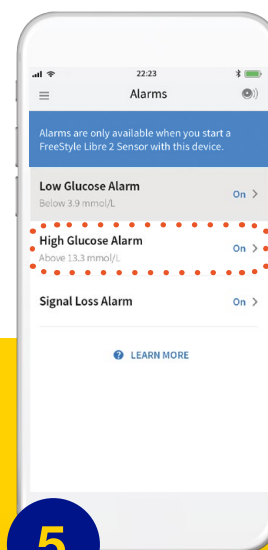 22:23
Alarms
Alarms are only available when you start a
FreeStyle Libre 2 Sensor with this device.
Low Glucose Alarm
On
Below 3.9 mmol/L
High Glucose Alarm
On
Above 13.3 mmol/L
Signal Loss Alarm
On
? LEARN MORE
5